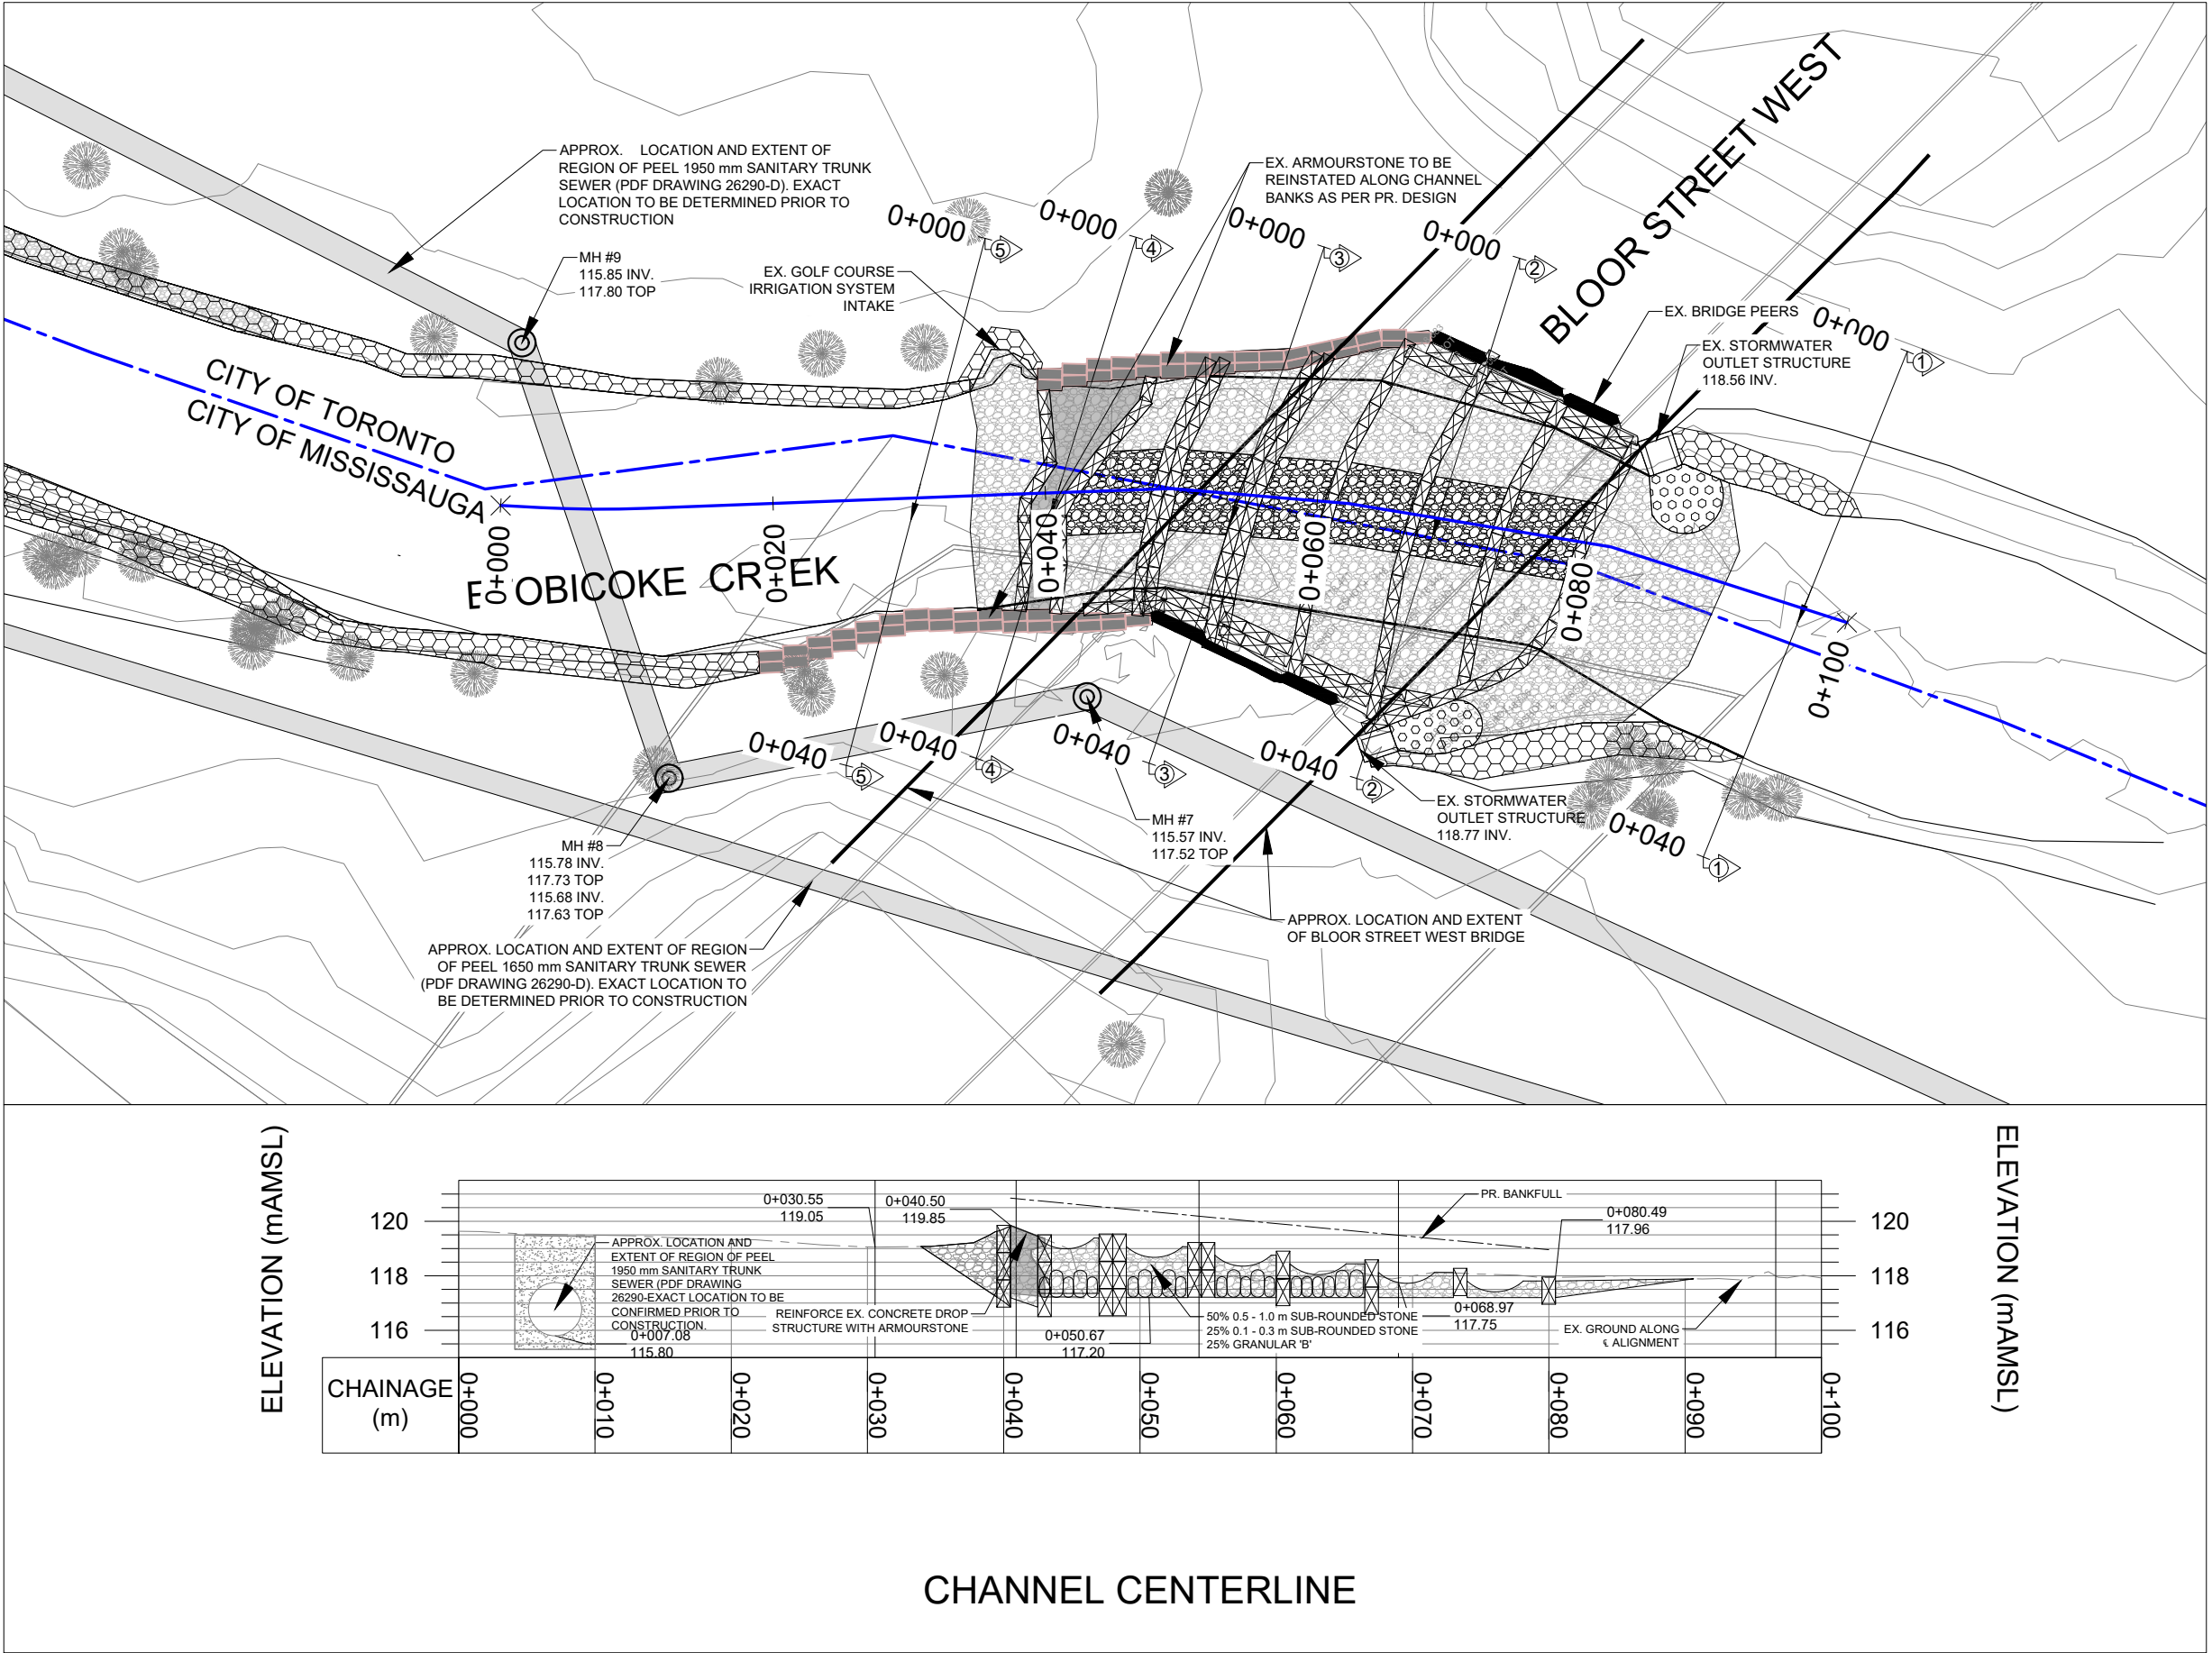 APPROX. LOCATION AND EXTENT OF
REGION OF PEEL 1950 mm SANITARY TRUNK
SEWER (PDF DRAWING 26290-D). EXACT
LOCATION TO BE DETERMINED PRIOR TO
CONSTRUCTION
MH #9
115.85 INV.
117.80 TOP
EX. GOLF COURSE
IRRIGATION SYSTEM
INTAKE
EX. ARMOURSTONE TO BE
REINSTATED ALONG CHANNEL
BANKS AS PER PR. DESIGN
0+000
5
0+000
4
0+000
3
0+000
2
0+000
1
BLOOR STREET WEST
EX. BRIDGE PEERS
EX. STORMWATER
OUTLET STRUCTURE
118.56 INV.
CITY OF TORONTO
CITY OF MISSISSAUGA
0+000
0+020
0+040
0+060
0+080
0+100
OBICOKE CREEK
0+040
5
0+040
4
0+040
3
0+040
2
0+040
1
MH #7
115.57 INV.
117.52 TOP
EX. STORMWATER
OUTLET STRUCTURE
118.77 INV.
MH #8
115.78 INV.
117.73 TOP
115.68 INV.
117.63 TOP
APPROX. LOCATION AND EXTENT OF REGION
OF PEEL 1650 mm SANITARY TRUNK SEWER
(PDF DRAWING 26290-D). EXACT LOCATION TO
BE DETERMINED PRIOR TO CONSTRUCTION
APPROX. LOCATION AND EXTENT
OF BLOOR STREET WEST BRIDGE
ELEVATION (mAMSL)
120
118
116
0+030.55
119.05
0+040.50
119.85
PR. BANKFULL
0+080.49
117.96
APPROX. LOCATION AND
EXTENT OF REGION OF PEEL
1950 mm SANITARY TRUNK
SEWER (PDF DRAWING
26290-EXACT LOCATION TO BE
CONFIRMED PRIOR TO
CONSTRUCTION.
0+007.08
115.80
REINFORCE EX. CONCRETE DROP
STRUCTURE WITH ARMOURSTONE
0+050.67
117.20
50% 0.5 - 1.0 m SUB-ROUNDED STONE
25% 0.1 - 0.3 m SUB-ROUNDED STONE
25% GRANULAR 'B'
0+068.97
117.75
EX. GROUND ALONG
℄ ALIGNMENT
120
118
116
ELEVATION (mAMSL)
CHAINAGE
(m)
0+000
0+010
0+020
0+030
0+040
0+050
0+060
0+070
0+080
0+090
0+100
CHANNEL CENTERLINE